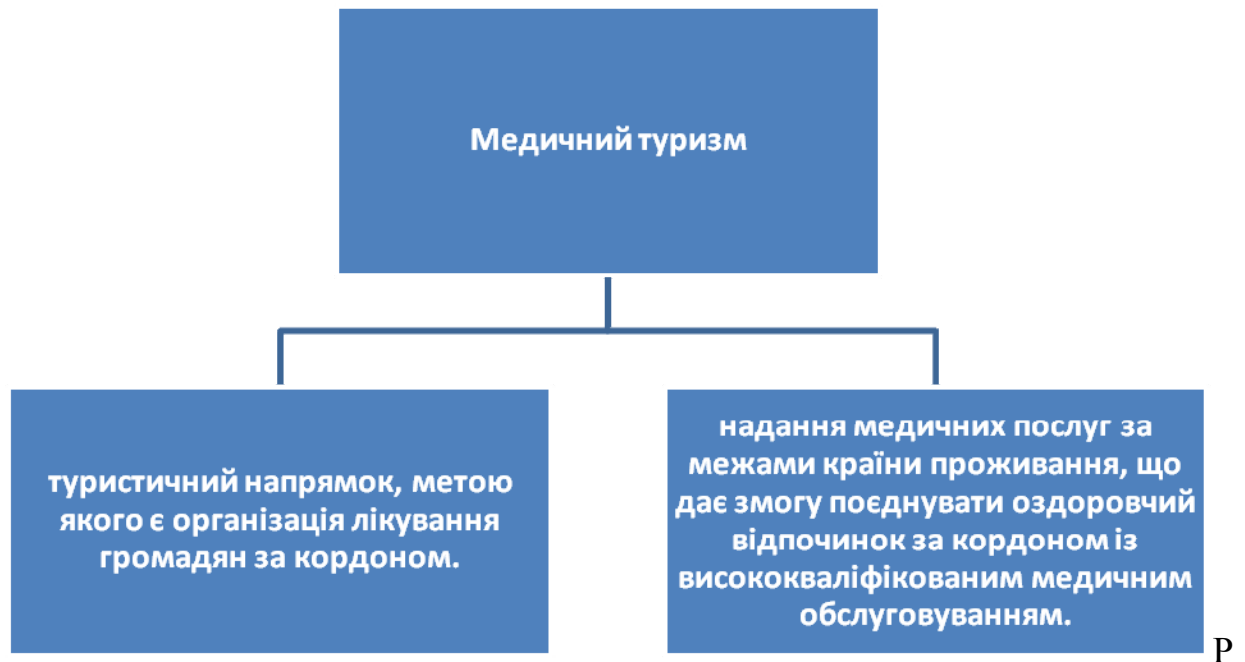 Медичний туризм
туристичний напрямок, метою
якого є організація лікування
громадян за кордоном.
надання медичних послуг за
межами країни проживання, що
дає змогу поєднувати оздоровчий
відпочинок за кордоном із
висококваліфікованим медичним
обслуговуванням.
Р